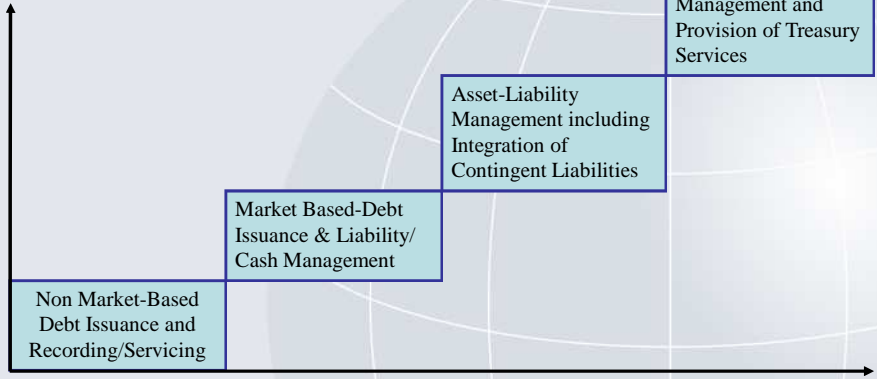 Management and
Provision of Treasury
Services
Asset-Liability
Management including
Integration of
Contingent Liabilities
Market Based-Debt
Issuance & Liability/
Cash Management
Non Market-Based
Debt Issuance and
Recording/Servicing